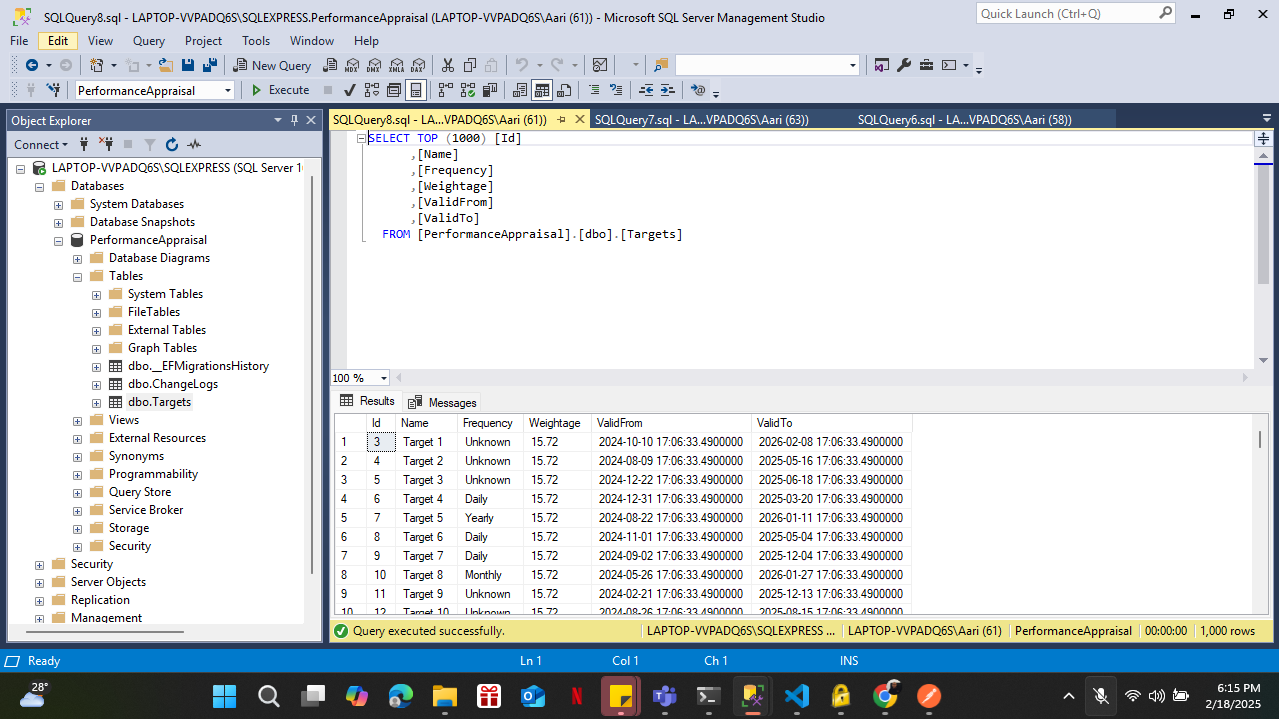 SQLQuery8.sql - LAPTOP-VVPADQ6S\SQLEXPRESS.PerformanceAppraisal (LAPTOP-VVPADQ6S\Aari (61)) - Microsoft SQL Server Management Studio
Quick Launch (Ctrl+Q)
File Edit View Query Project Tools Window Help
New Query MDX DMX XMLA DAX
PerformanceAppraisal Execute
Object Explorer
SQLQuery8.sql - LA...VVPADQ6S\Aari (61)) SQLQuery7.sql - LA...VVPADQ6S\Aari (63)) SQLQuery6.sql - LA...VVPADQ6S\Aari (58))
Connect
LAPTOP-VVPADQ6S\SQLEXPRESS (SQL Server 1
Databases
System Databases
Database Snapshots
PerformanceAppraisal
Database Diagrams
Tables
System Tables
FileTables
External Tables
Graph Tables
dbo.__EFMigrationsHistory
dbo.ChangeLogs
dbo.Targets
Views
External Resources
Synonyms
Programmability
Query Store
Service Broker
Storage
Security
Security
Server Objects
Replication
Management
SELECT TOP (1000) [Id]
,[Name]
,[Frequency]
,[Weightage]
,[ValidFrom]
,[ValidTo]
FROM [PerformanceAppraisal].[dbo].[Targets]
100 %
Results Messages
Id Name Frequency Weightage ValidFrom ValidTo
1 3 Target 1 Unknown 15.72 2024-10-10 17:06:33.4900000 2026-02-08 17:06:33.4900000
2 4 Target 2 Unknown 15.72 2024-08-09 17:06:33.4900000 2025-05-16 17:06:33.4900000
3 5 Target 3 Unknown 15.72 2024-12-22 17:06:33.4900000 2025-06-18 17:06:33.4900000
4 6 Target 4 Daily 15.72 2024-12-31 17:06:33.4900000 2025-03-20 17:06:33.4900000
5 7 Target 5 Yearly 15.72 2024-08-22 17:06:33.4900000 2026-01-11 17:06:33.4900000
6 8 Target 6 Daily 15.72 2024-11-01 17:06:33.4900000 2025-05-04 17:06:33.4900000
7 9 Target 7 Daily 15.72 2024-09-02 17:06:33.4900000 2025-12-04 17:06:33.4900000
8 10 Target 8 Monthly 15.72 2024-05-26 17:06:33.4900000 2026-01-27 17:06:33.4900000
9 11 Target 9 Unknown 15.72 2024-02-21 17:06:33.4900000 2025-12-13 17:06:33.4900000
10 12 Target 10 Unknown 15.72 2024-08-26 17:06:33.4900000 2025-08-15 17:06:33.4900000
Query executed successfully. LAPTOP-VVPADQ6S\SQLEXPRESS ... LAPTOP-VVPADQ6S\Aari (61) PerformanceAppraisal 00:00:00 1,000 rows
Ready Ln 1 Col 1 Ch 1 INS
28°
6:15 PM
2/18/2025